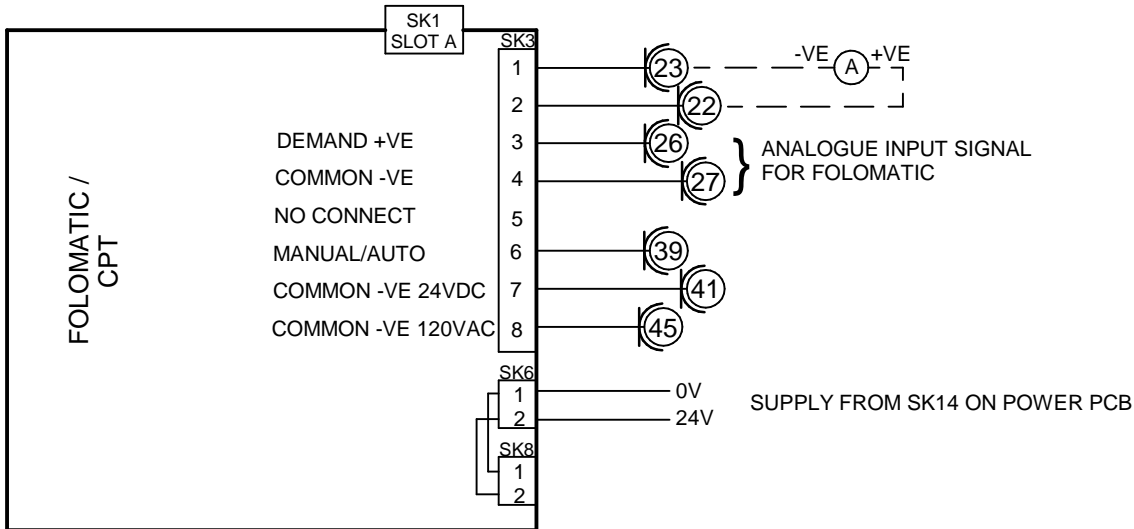 SK1
SLOT A
SK3
1
23
-VE
A
+VE
2
22
DEMAND +VE
3
26
ANALOGUE INPUT SIGNAL
FOR FOLOMATIC
COMMON -VE
4
27
NO CONNECT
5
MANUAL/AUTO
6
39
COMMON -VE 24VDC
7
41
COMMON -VE 120VAC
8
45
FOLOMATIC /
CPT
SK6
1
0V
2
24V
SUPPLY FROM SK14 ON POWER PCB
SK8
1
2